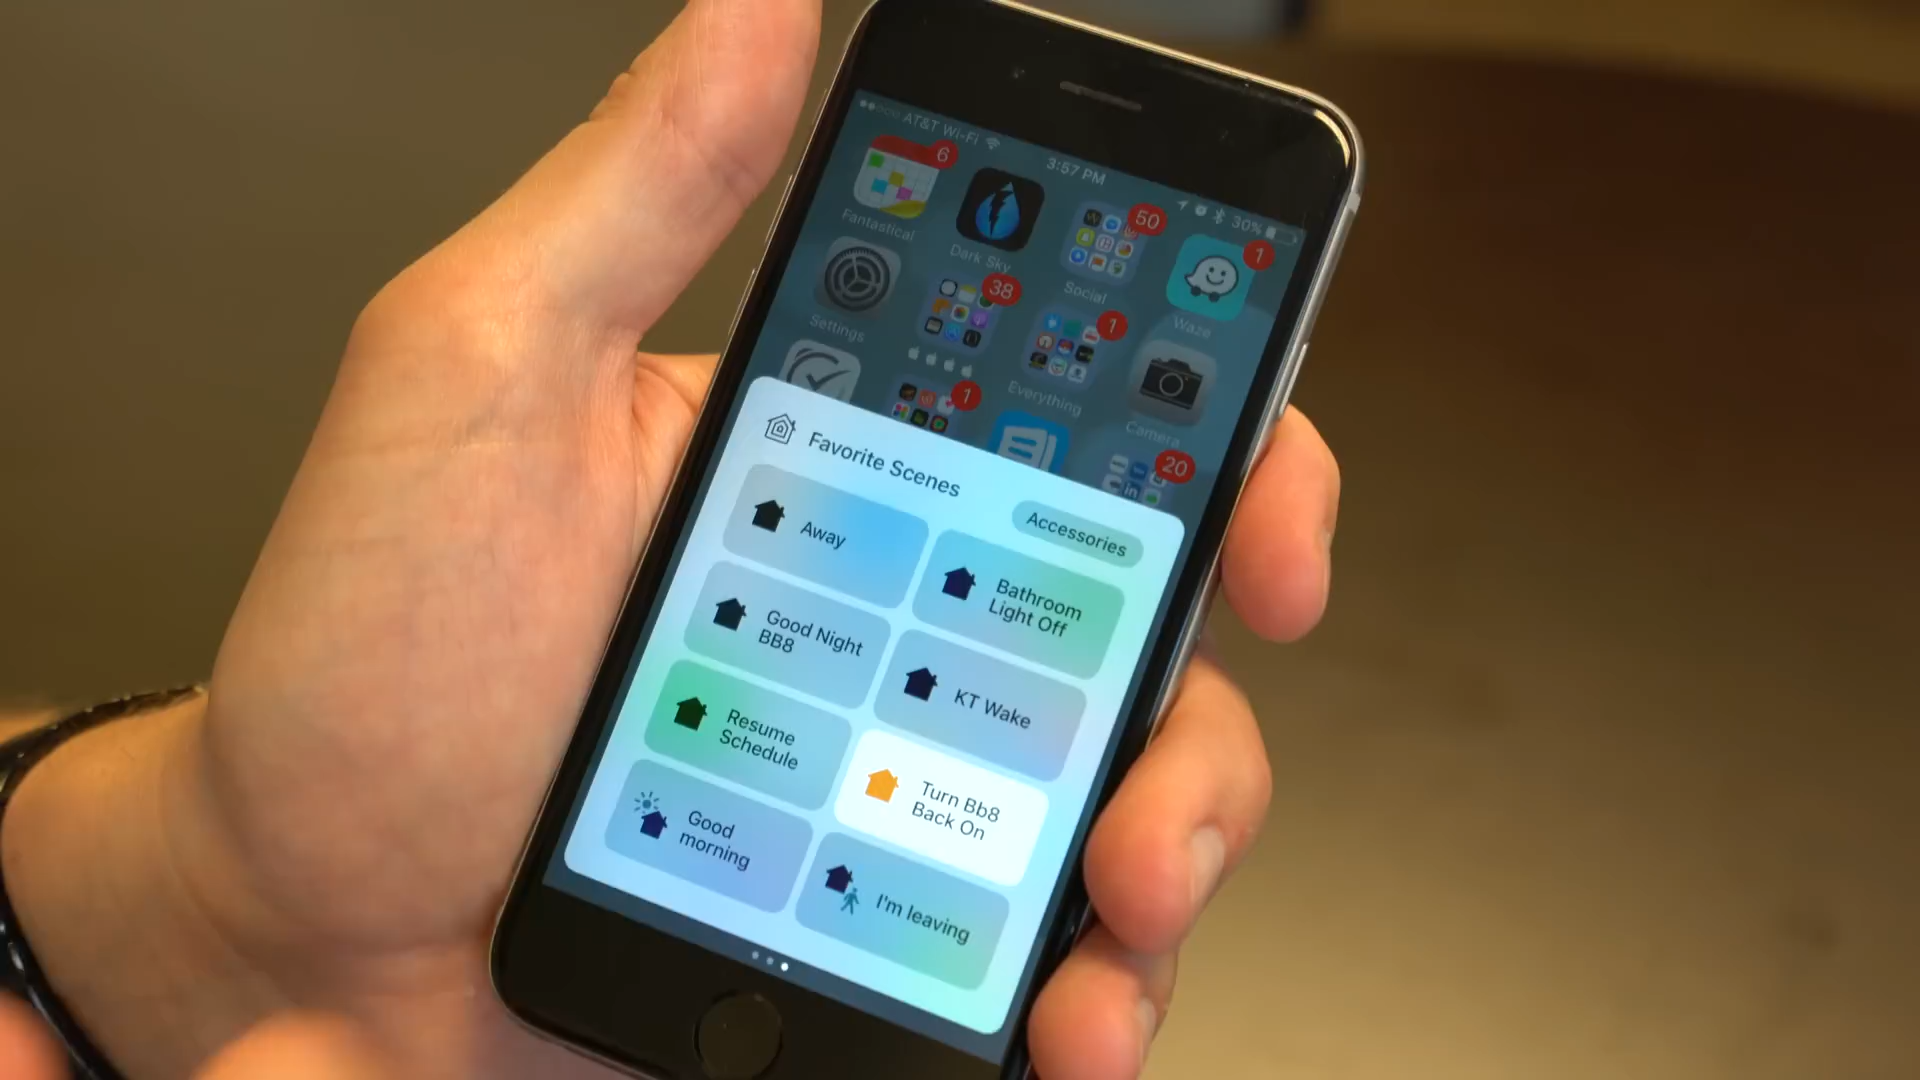 AT&T Wi-Fi
3:57 PM
30%
6
50
1
Fantastical
Dark Sky
Social
Waze
38
1
Settings
Everything
Camera
1
20
in
Favorite Scenes
Accessories
Away
Bathroom
Light Off
Good Night
BB8
KT Wake
Resume
Schedule
Turn Bb8
Back On
Good
morning
I'm leaving